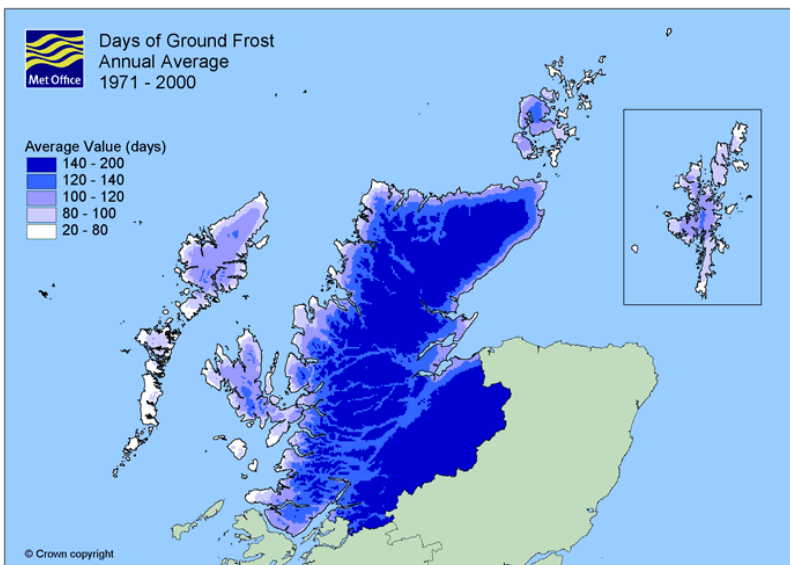 Met Office
Days of Ground Frost
Annual Average
1971 - 2000
Average Value (days)
140 - 200
120 - 140
100 - 120
80 - 100
20 - 80
© Crown copyright